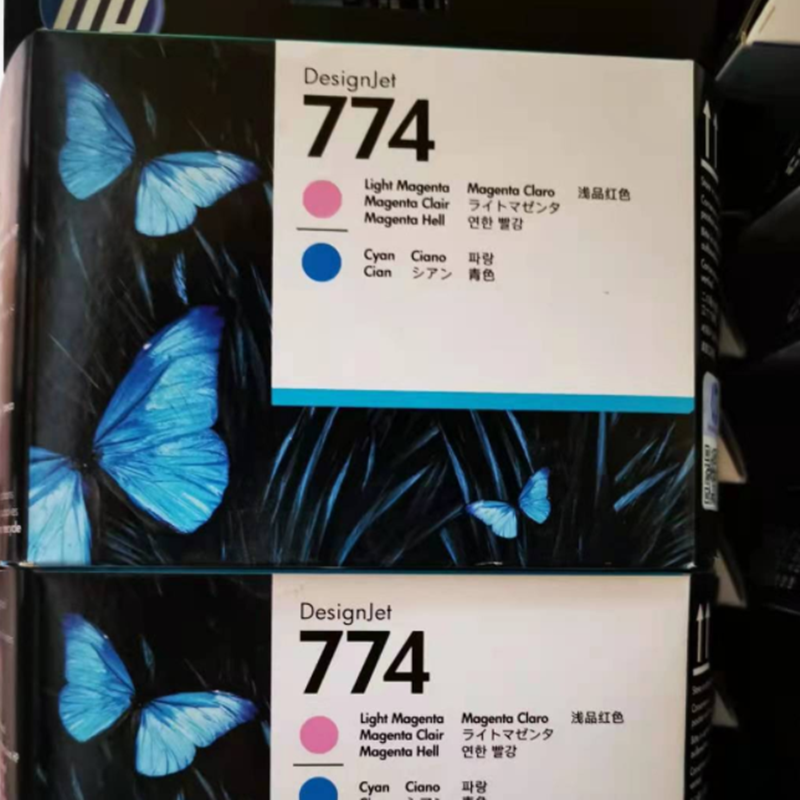 hp
DesignJet
774
Light Magenta Magenta Claro 浅品红色
Magenta Clair ライトマゼンタ
Magenta Hell 연한 빨강
Cyan Ciano 파랑
Cian シアン 青色
DesignJet
774
Light Magenta Magenta Claro 浅品红色
Magenta Clair ライトマゼンタ
Magenta Hell 연한 빨강
Cyan Ciano 파랑